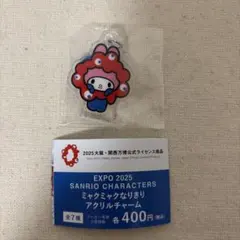 2025大阪・関西万博公式ライセンス商品
EXPO 2025
SANRIO CHARACTERS
ミャクミャクなりきり
アクリルチャーム
全7種
各400円(税込)